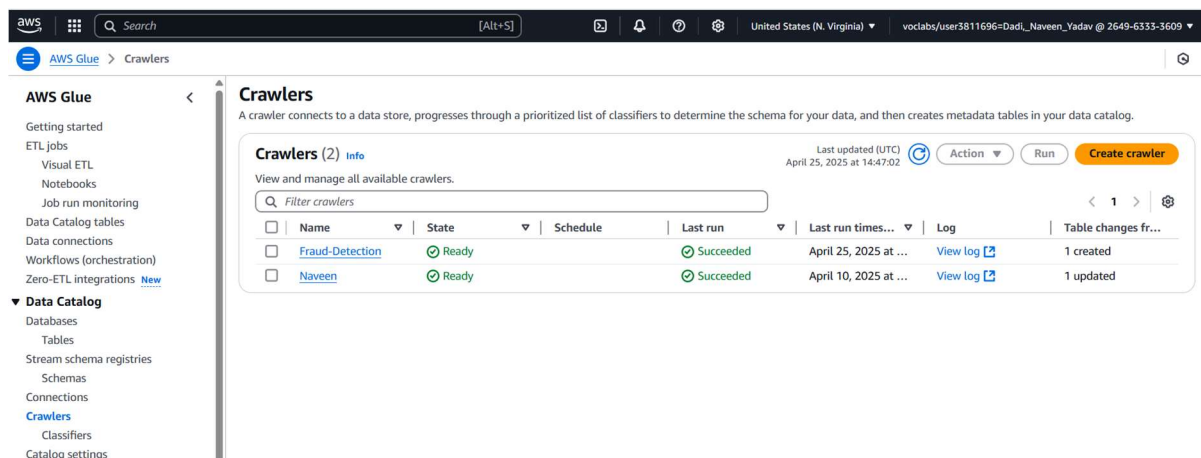 aws
Search [Alt+S] United States (N. Virginia) ▼ voclabs/user3811696=Dadi,_Naveen_Yadav @ 2649-6333-3609 ▼
AWS Glue > Crawlers
AWS Glue
Getting started
ETL jobs
Visual ETL
Notebooks
Job run monitoring
Data Catalog tables
Data connections
Workflows (orchestration)
Zero-ETL integrations New
Data Catalog
Databases
Tables
Stream schema registries
Schemas
Connections
Crawlers
Classifiers
Catalog settings
Crawlers
A crawler connects to a data store, progresses through a prioritized list of classifiers to determine the schema for your data, and then creates metadata tables in your data catalog.
Crawlers (2) Info
Last updated (UTC)
April 25, 2025 at 14:47:02
Action ▼ Run Create crawler
View and manage all available crawlers.
Filter crawlers
< 1 >
Name State Schedule Last run Last run times... Log Table changes fr...
Fraud-Detection Ready Succeeded April 25, 2025 at ... View log 1 created
Naveen Ready Succeeded April 10, 2025 at ... View log 1 updated